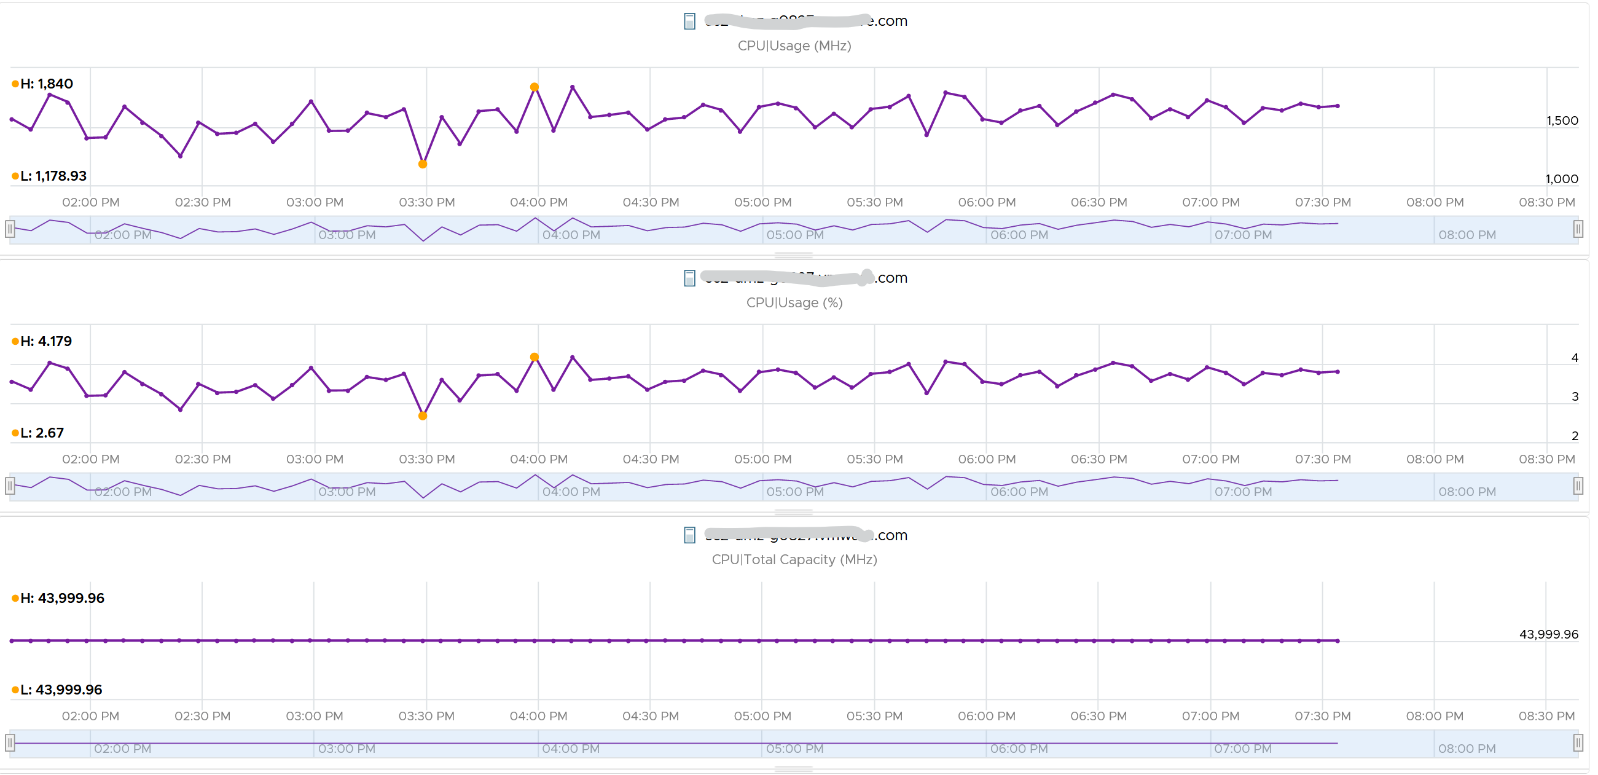 .com
CPU|Usage (MHz)
H: 1,840
1,500
L: 1,178.93
1,000
02:00 PM 02:30 PM 03:00 PM 03:30 PM 04:00 PM 04:30 PM 05:00 PM 05:30 PM 06:00 PM 06:30 PM 07:00 PM 07:30 PM 08:00 PM 08:30 PM
02:00 PM 03:00 PM 04:00 PM 05:00 PM 06:00 PM 07:00 PM 08:00 PM
.com
CPU|Usage (%)
H: 4.179
4
3
L: 2.67
2
02:00 PM 02:30 PM 03:00 PM 03:30 PM 04:00 PM 04:30 PM 05:00 PM 05:30 PM 06:00 PM 06:30 PM 07:00 PM 07:30 PM 08:00 PM 08:30 PM
02:00 PM 03:00 PM 04:00 PM 05:00 PM 06:00 PM 07:00 PM 08:00 PM
.com
CPU|Total Capacity (MHz)
H: 43,999.96
43,999.96
L: 43,999.96
02:00 PM 02:30 PM 03:00 PM 03:30 PM 04:00 PM 04:30 PM 05:00 PM 05:30 PM 06:00 PM 06:30 PM 07:00 PM 07:30 PM 08:00 PM 08:30 PM
02:00 PM 03:00 PM 04:00 PM 05:00 PM 06:00 PM 07:00 PM 08:00 PM